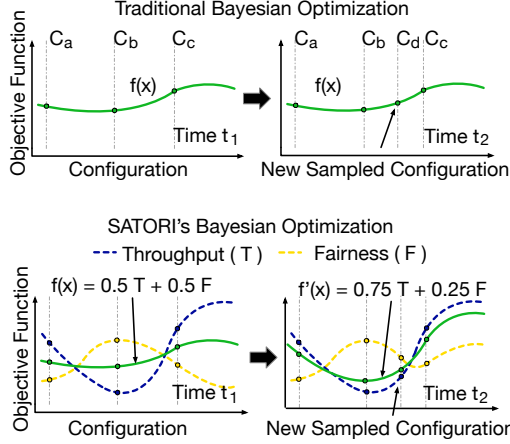 Traditional Bayesian Optimization
Objective Function
Ca Cb Cc
f(x)
Time t1
Configuration
Ca Cb Cd Cc
f(x)
Time t2
New Sampled Configuration
SATORI's Bayesian Optimization
Throughput ( T ) Fairness ( F )
Objective Function
f(x) = 0.5 T + 0.5 F
Time t1
Configuration
f'(x) = 0.75 T + 0.25 F
Time t2
New Sampled Configuration